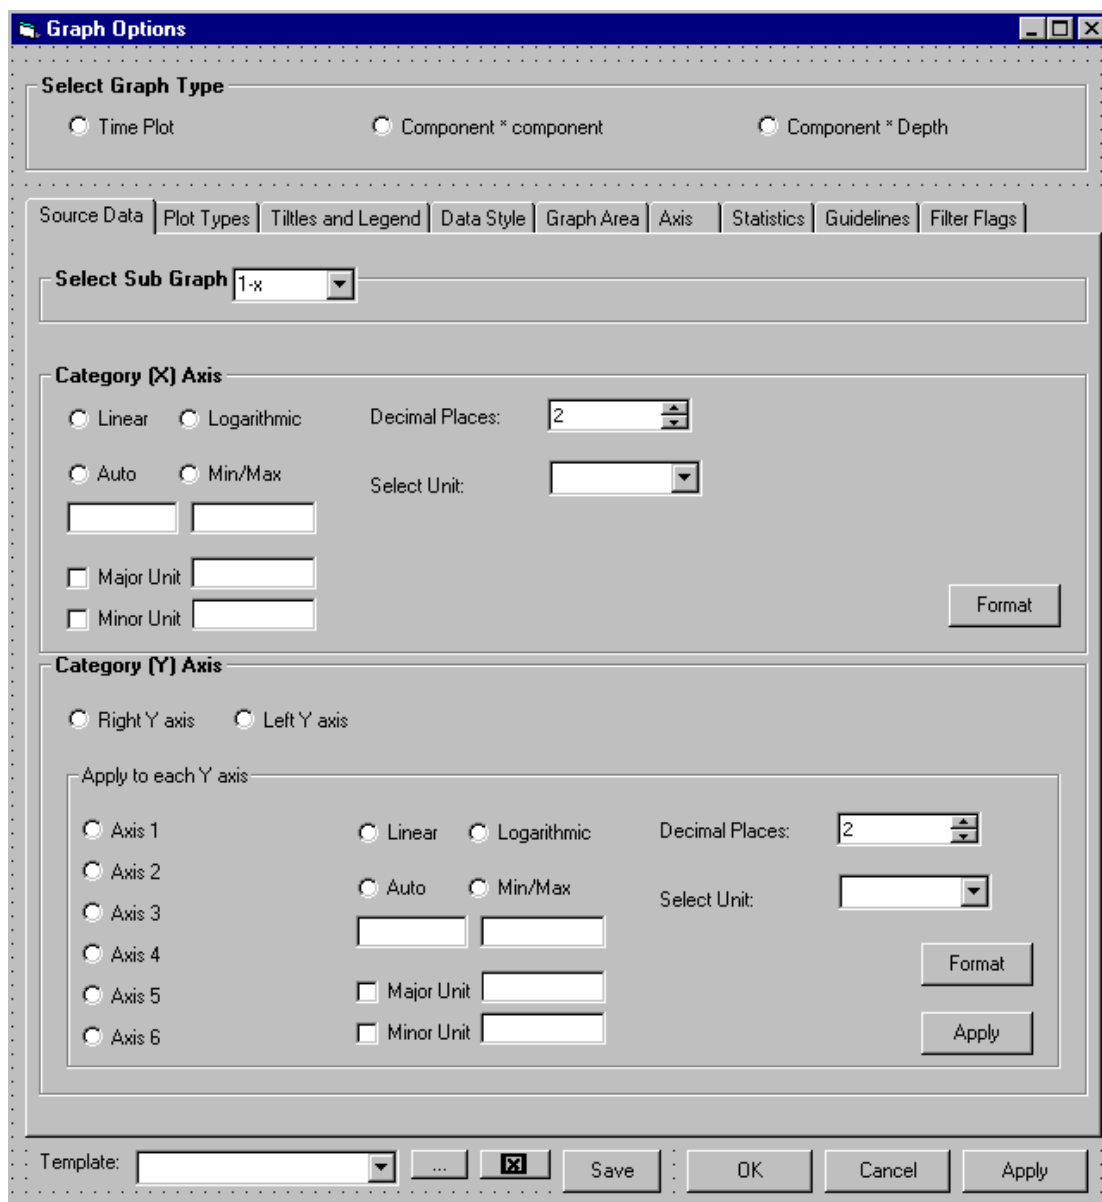 Graph Options
Select Graph Type
Time Plot Component * component Component * Depth
Source Data Plot Types Tiltles and Legend Data Style Graph Area Axis Statistics Guidelines Filter Flags
Select Sub Graph 1-x
Category (X) Axis
Linear Logarithmic Decimal Places: 2
Auto Min/Max Select Unit:
Major Unit
Minor Unit
Format
Category (Y) Axis
Right Y axis Left Y axis
Apply to each Y axis
Axis 1 Linear Logarithmic Decimal Places: 2
Axis 2
Auto Min/Max Select Unit:
Axis 3
Axis 4
Format
Axis 5 Major Unit
Axis 6 Minor Unit Apply
Template: ... Save OK Cancel Apply